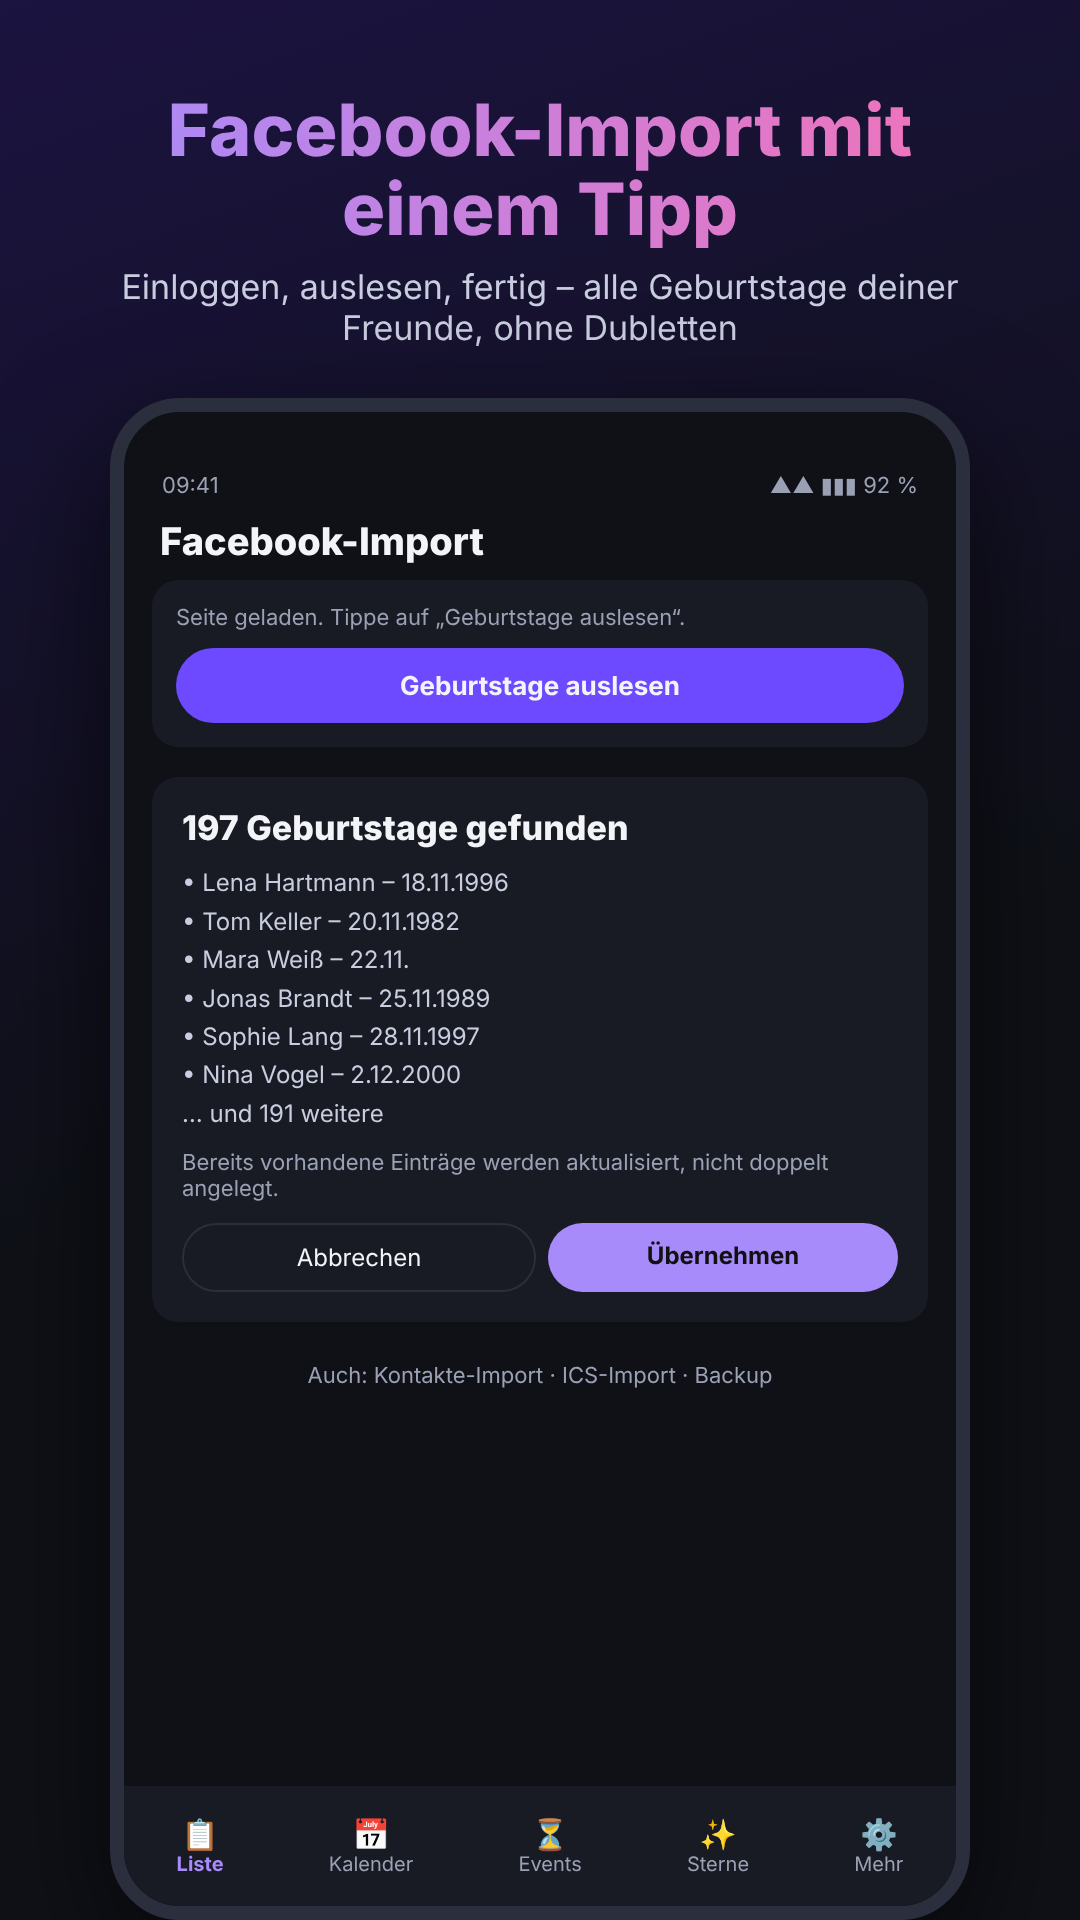 Facebook-Import mit
einem Tipp
Einloggen, auslesen, fertig – alle Geburtstage deiner
Freunde, ohne Dubletten
09:41 92 %
Facebook-Import
Seite geladen. Tippe auf „Geburtstage auslesen“.
Geburtstage auslesen
197 Geburtstage gefunden
• Lena Hartmann – 18.11.1996
• Tom Keller – 20.11.1982
• Mara Weiß – 22.11.
• Jonas Brandt – 25.11.1989
• Sophie Lang – 28.11.1997
• Nina Vogel – 2.12.2000
... und 191 weitere
Bereits vorhandene Einträge werden aktualisiert, nicht doppelt
angelegt.
Abbrechen Übernehmen
Auch: Kontakte-Import · ICS-Import · Backup
July
17
Liste Kalender Events Sterne Mehr